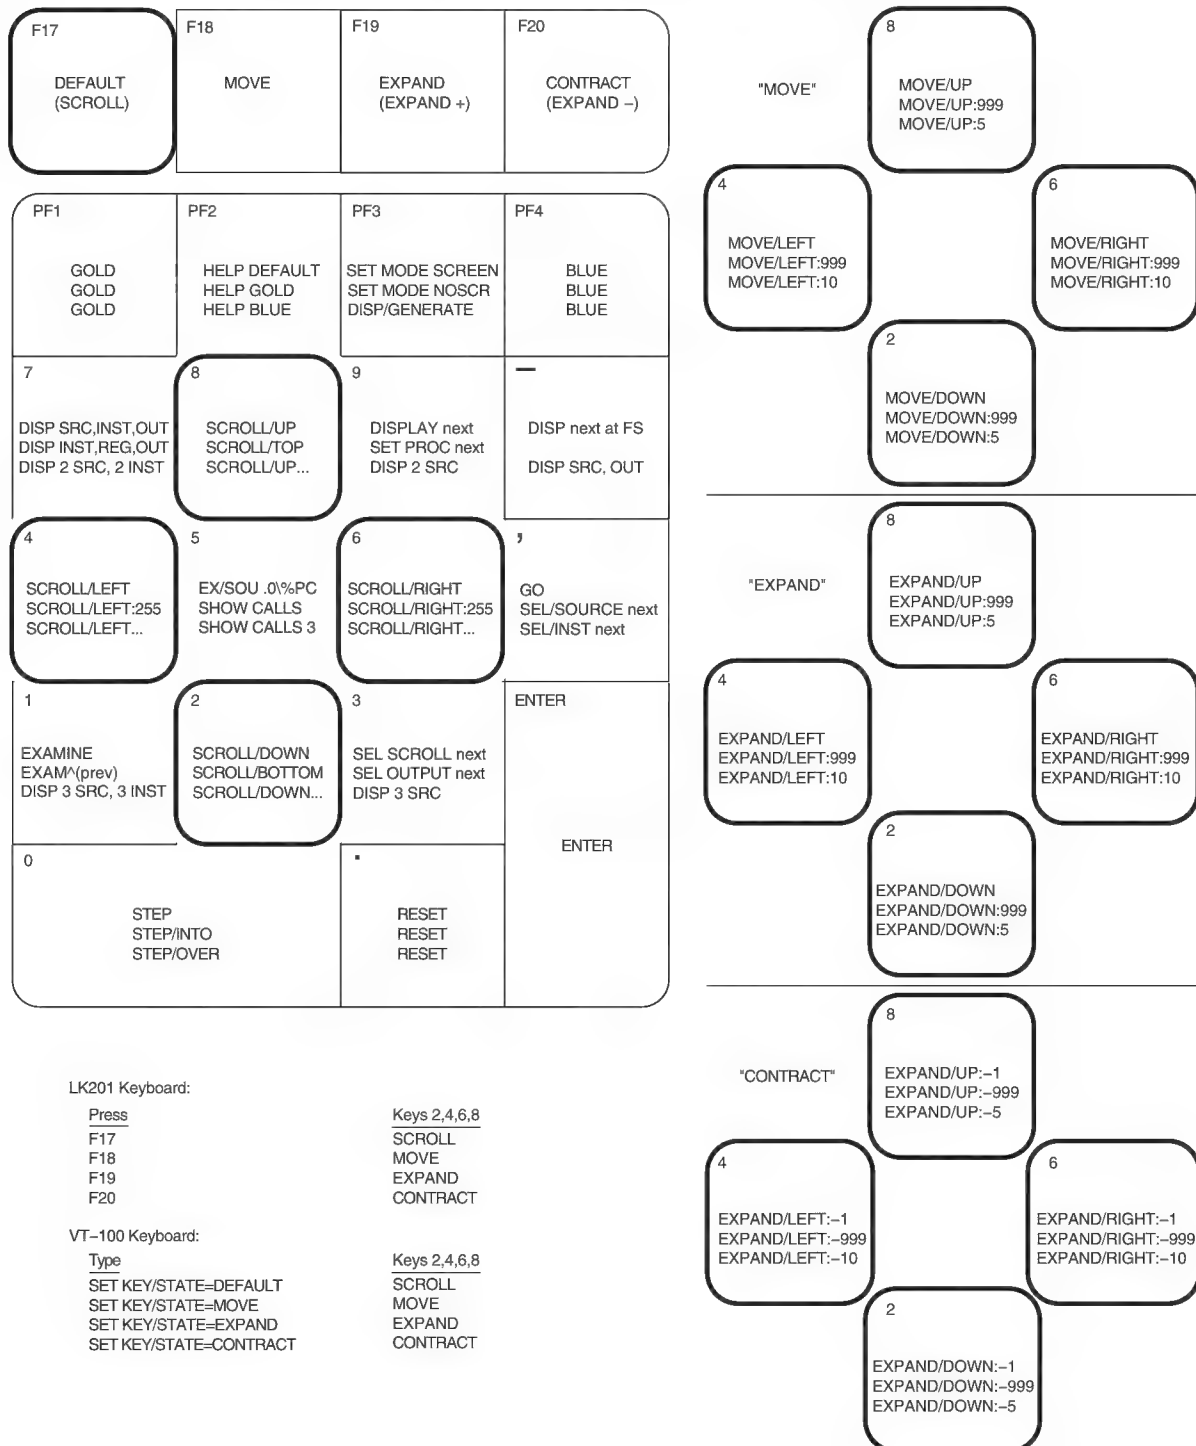 F17
DEFAULT
(SCROLL)
F18
MOVE
F19
EXPAND
(EXPAND +)
F20
CONTRACT
(EXPAND –)
PF1
GOLD
GOLD
GOLD
PF2
HELP DEFAULT
HELP GOLD
HELP BLUE
PF3
SET MODE SCREEN
SET MODE NOSCR
DISP/GENERATE
PF4
BLUE
BLUE
BLUE
7
DISP SRC,INST,OUT
DISP INST,REG,OUT
DISP 2 SRC, 2 INST
8
SCROLL/UP
SCROLL/TOP
SCROLL/UP...
9
DISPLAY next
SET PROC next
DISP 2 SRC
–
DISP next at FS
DISP SRC, OUT
4
SCROLL/LEFT
SCROLL/LEFT:255
SCROLL/LEFT...
5
EX/SOU .0\%PC
SHOW CALLS
SHOW CALLS 3
6
SCROLL/RIGHT
SCROLL/RIGHT:255
SCROLL/RIGHT...
,
GO
SEL/SOURCE next
SEL/INST next
1
EXAMINE
EXAM^(prev)
DISP 3 SRC, 3 INST
2
SCROLL/DOWN
SCROLL/BOTTOM
SCROLL/DOWN...
3
SEL SCROLL next
SEL OUTPUT next
DISP 3 SRC
ENTER
ENTER
0
STEP
STEP/INTO
STEP/OVER
.
RESET
RESET
RESET
LK201 Keyboard:
Press Keys 2,4,6,8
F17 SCROLL
F18 MOVE
F19 EXPAND
F20 CONTRACT
VT–100 Keyboard:
Type Keys 2,4,6,8
SET KEY/STATE=DEFAULT SCROLL
SET KEY/STATE=MOVE MOVE
SET KEY/STATE=EXPAND EXPAND
SET KEY/STATE=CONTRACT CONTRACT
"MOVE"
8
MOVE/UP
MOVE/UP:999
MOVE/UP:5
4
MOVE/LEFT
MOVE/LEFT:999
MOVE/LEFT:10
6
MOVE/RIGHT
MOVE/RIGHT:999
MOVE/RIGHT:10
2
MOVE/DOWN
MOVE/DOWN:999
MOVE/DOWN:5
"EXPAND"
8
EXPAND/UP
EXPAND/UP:999
EXPAND/UP:5
4
EXPAND/LEFT
EXPAND/LEFT:999
EXPAND/LEFT:10
6
EXPAND/RIGHT
EXPAND/RIGHT:999
EXPAND/RIGHT:10
2
EXPAND/DOWN
EXPAND/DOWN:999
EXPAND/DOWN:5
"CONTRACT"
8
EXPAND/UP:–1
EXPAND/UP:–999
EXPAND/UP:–5
4
EXPAND/LEFT:–1
EXPAND/LEFT:–999
EXPAND/LEFT:–10
6
EXPAND/RIGHT:–1
EXPAND/RIGHT:–999
EXPAND/RIGHT:–10
2
EXPAND/DOWN:–1
EXPAND/DOWN:–999
EXPAND/DOWN:–5